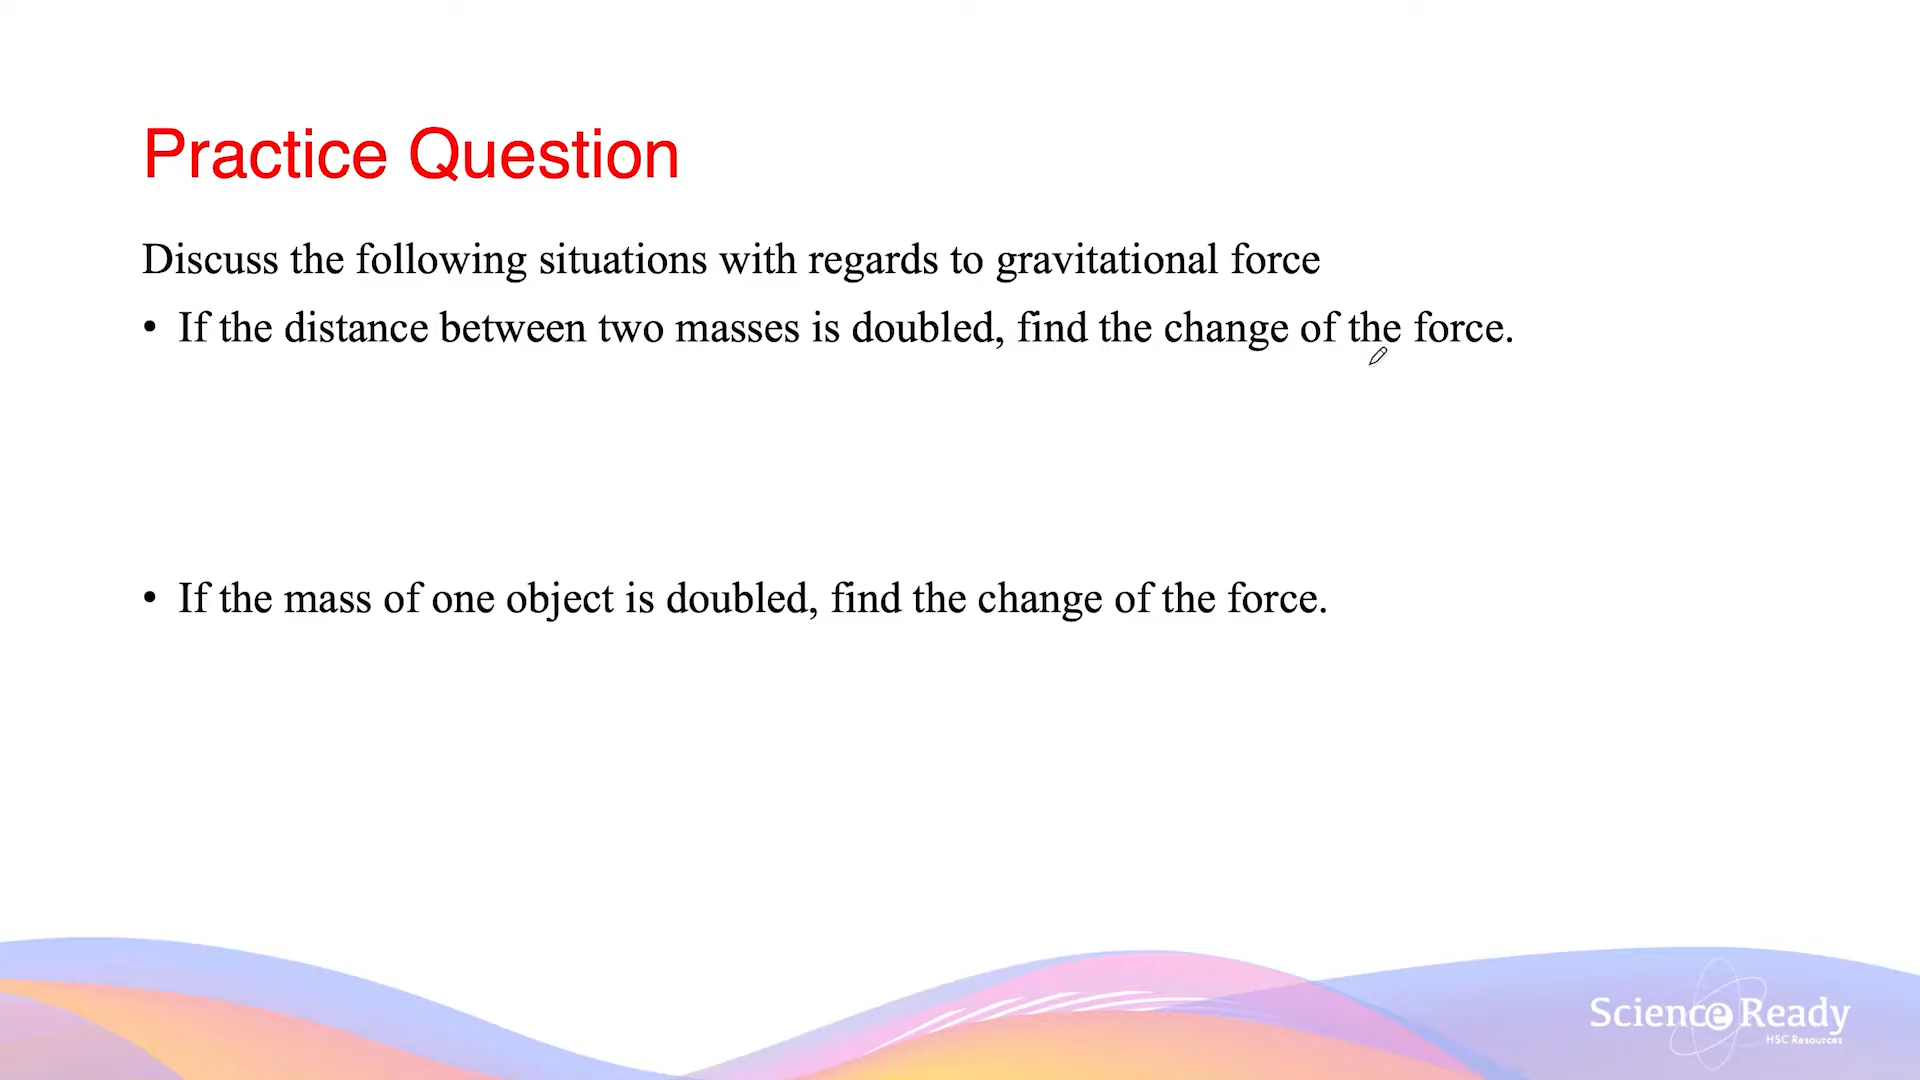 Practice Question
Discuss the following situations with regards to gravitational force
• If the distance between two masses is doubled, find the change of the force.
• If the mass of one object is doubled, find the change of the force.
Science Ready
HSC Resources